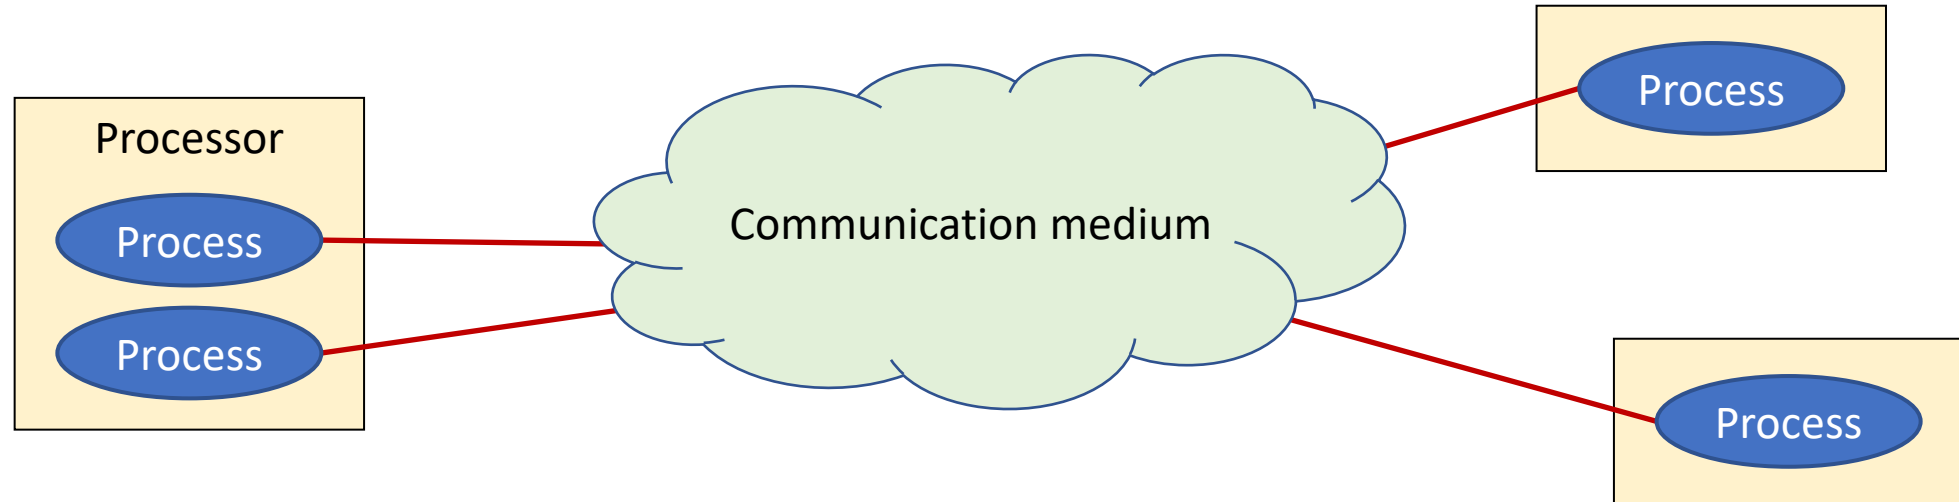 Processor
Process
Process
Communication medium
Process
Process